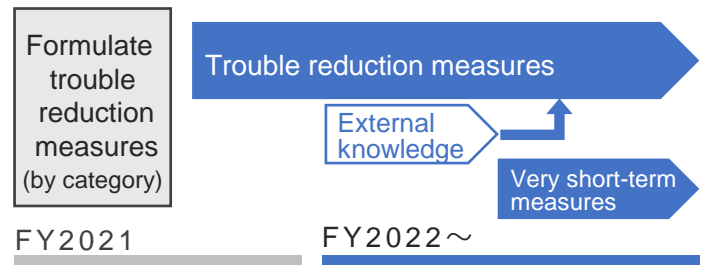 Formulate
trouble
reduction
measures
(by category)
Trouble reduction measures
External
knowledge
Very short-term
measures
FY2021
FY2022～